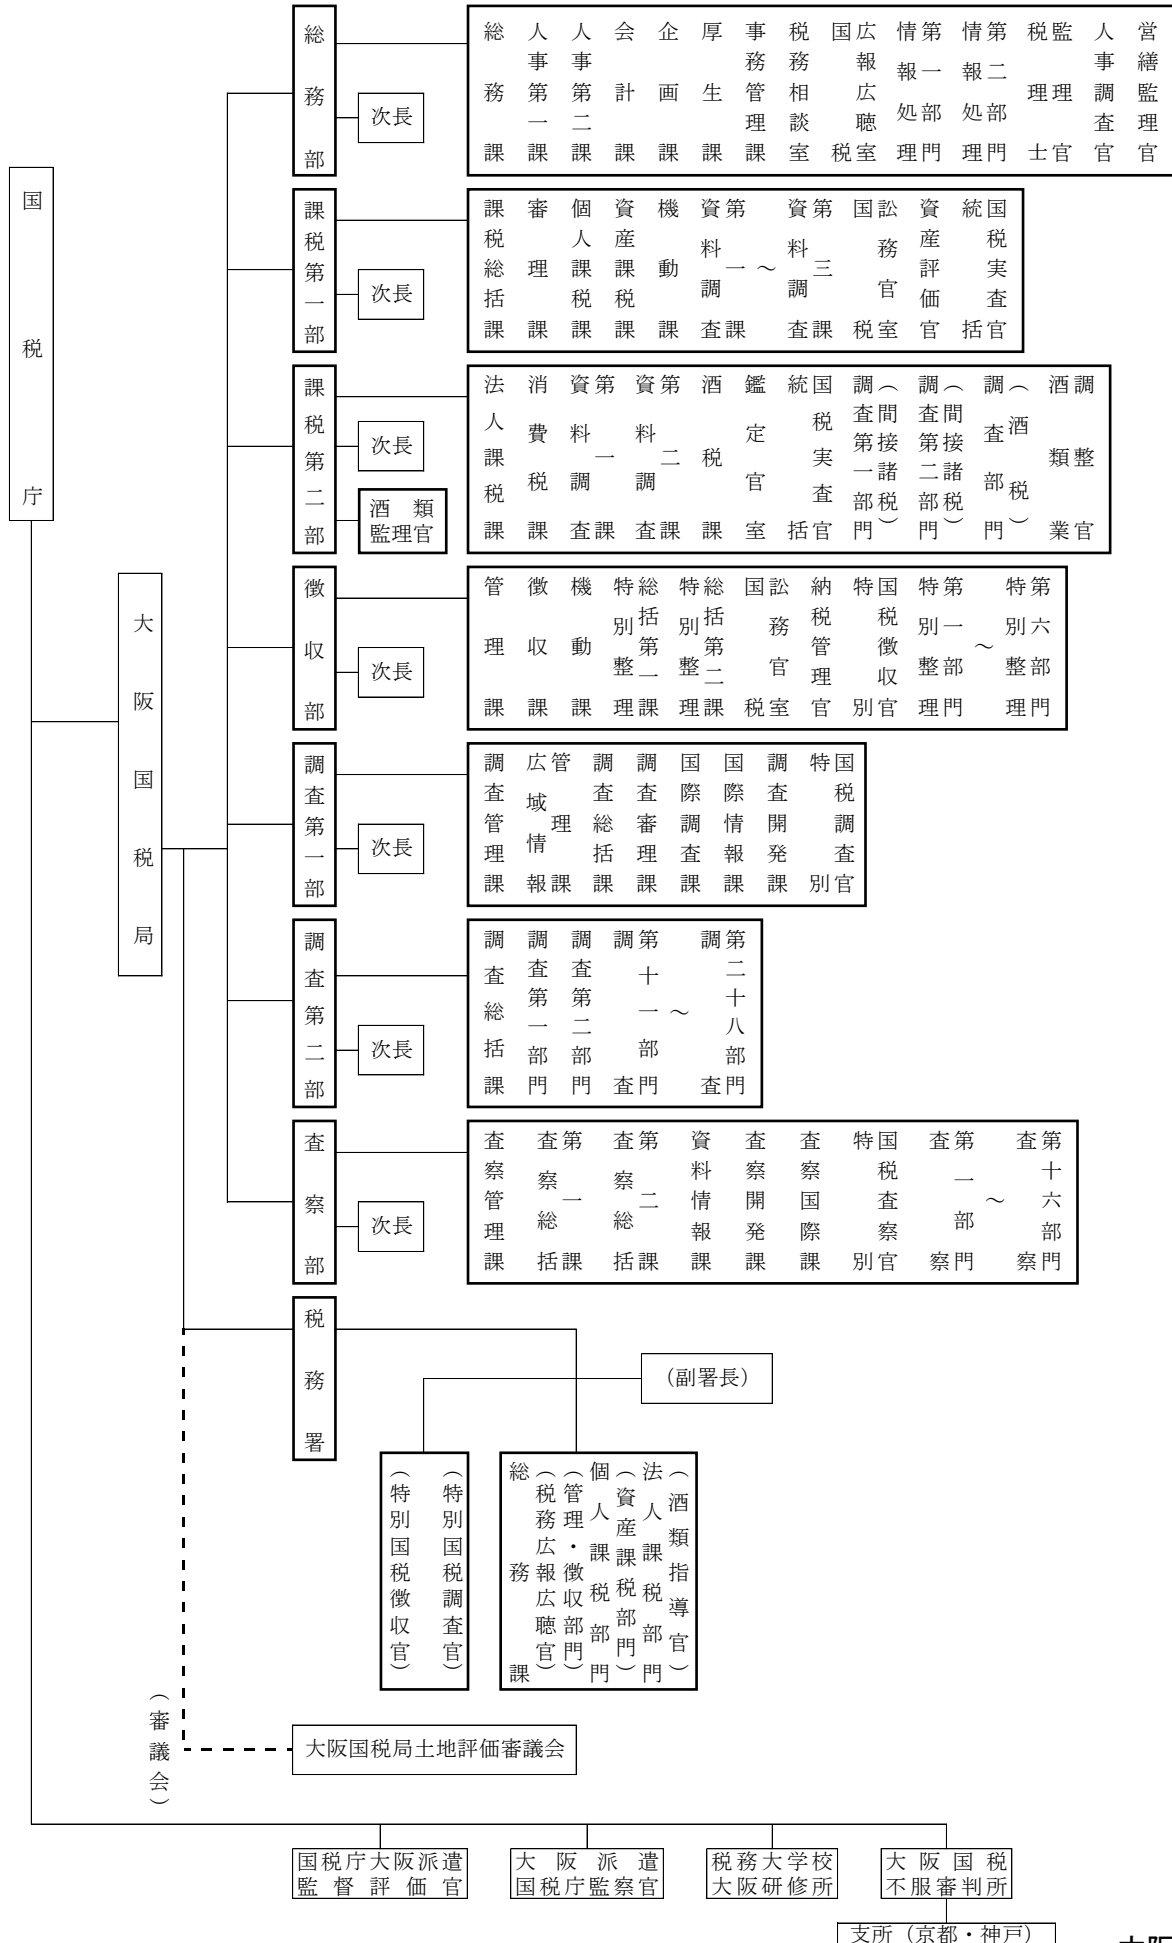 国税庁
大阪国税局
総務部
次長
総務課
人事第一課
人事第二課
会計課
企画課
厚生課
事務管理課
税務相談室
国税広報広聴室
情報処理第一部門
情報処理第二部門
税理士監理官
人事調査官
営繕監理官
課税第一部
次長
課税総括課
審理課
個人課税課
資産課税課
機動課
資料調査第一課
〜
資料調査第三課
国税訟務官室
資産評価官
統括国税実査官
課税第二部
次長
酒類
監理官
法人課税課
消費税課
資料調査第一課
資料調査第二課
酒税課
鑑定官室
統括国税実査官
調査第一部門
(間接諸税)
調査第二部門
(間接諸税)
調査部門
(酒税)
酒類業調整官
徴収部
次長
管理課
徴収課
機動課
特別整理総括第一課
特別整理総括第二課
国税訟務官室
納税管理官
特別国税徴収官
特別整理第一部門
〜
特別整理第六部門
調査第一部
次長
調査管理課
広域情報管理課
調査総括課
調査審理課
国際調査課
国際情報課
調査開発課
特別国税調査官
調査第二部
次長
調査総括課
調査第一部門
調査第二部門
調査第十一部門
〜
調査第二十八部門
査察部
次長
査察管理課
査察総括第一課
査察総括第二課
資料情報課
査察開発課
査察国際課
特別国税査察官
査察第一部門
〜
査察第十六部門
税務署
(副署長)
(特別国税徴収官)
(特別国税調査官)
総務課
(税務広報広聴官)
(管理・徴収部門)
個人課税部門
(資産課税部門)
法人課税部門
(酒類指導官)
(審議会)
大阪国税局土地評価審議会
国税庁大阪派遣
監督評価官
大阪派遣
国税庁監察官
税務大学校
大阪研修所
大阪国税
不服審判所
支所（京都・神戸）